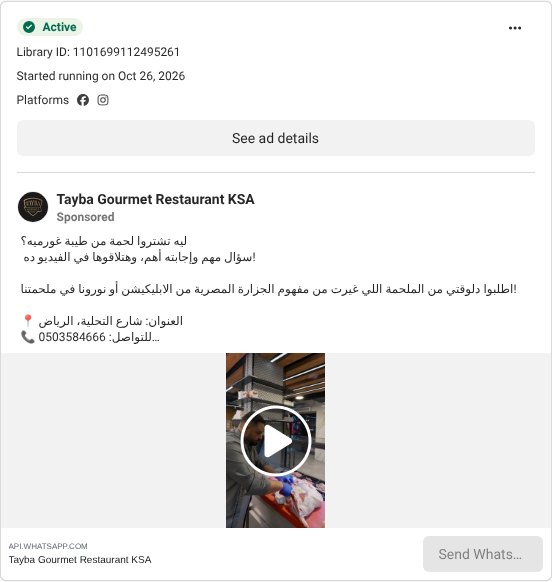 Active
Library ID: 1101699112495261
Started running on Oct 26, 2026
Platforms
See ad details
Tayba Gourmet Restaurant KSA
Sponsored
ليه تشتروا لحمة من طيبة غورميه؟
سؤال مهم وإجابته أهم، وهتلاقوها في الفيديو ده!
اطلبوا دلوقتي من الملحمة اللي غيرت من مفهوم الجزارة المصرية من الابليكيشن أو نورونا في ملحمتنا!
📍 العنوان: شارع التحلية، الرياض
📞 للتواصل: 0503584666...
API.WHATSAPP.COM
Tayba Gourmet Restaurant KSA
Send Whats...